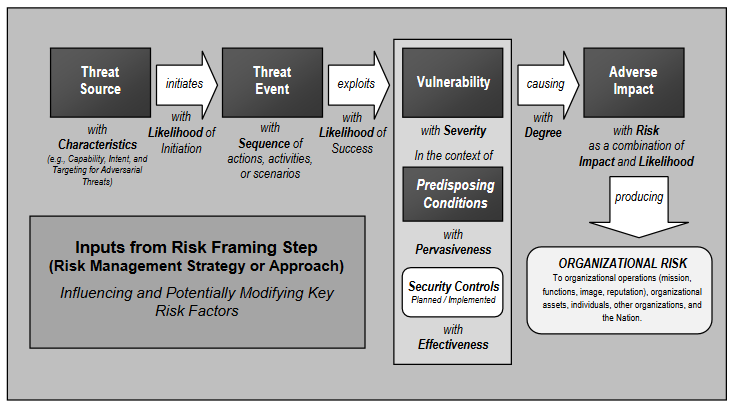 Threat
Source
with
Characteristics
(e.g., Capability, Intent, and
Targeting for Adversarial
Threats)
initiates
with
Likelihood of
Initiation
Threat
Event
with
Sequence of
actions, activities,
or scenarios
exploits
with
Likelihood of
Success
Vulnerability
with Severity
In the context of
Predisposing
Conditions
with
Pervasiveness
Security Controls
Planned / Implemented
with
Effectiveness
causing
with
Degree
Adverse
Impact
with Risk
as a combination of
Impact and Likelihood
producing
ORGANIZATIONAL RISK
To organizational operations (mission,
functions, image, reputation), organizational
assets, individuals, other organizations, and
the Nation.
Inputs from Risk Framing Step
(Risk Management Strategy or Approach)
Influencing and Potentially Modifying Key
Risk Factors